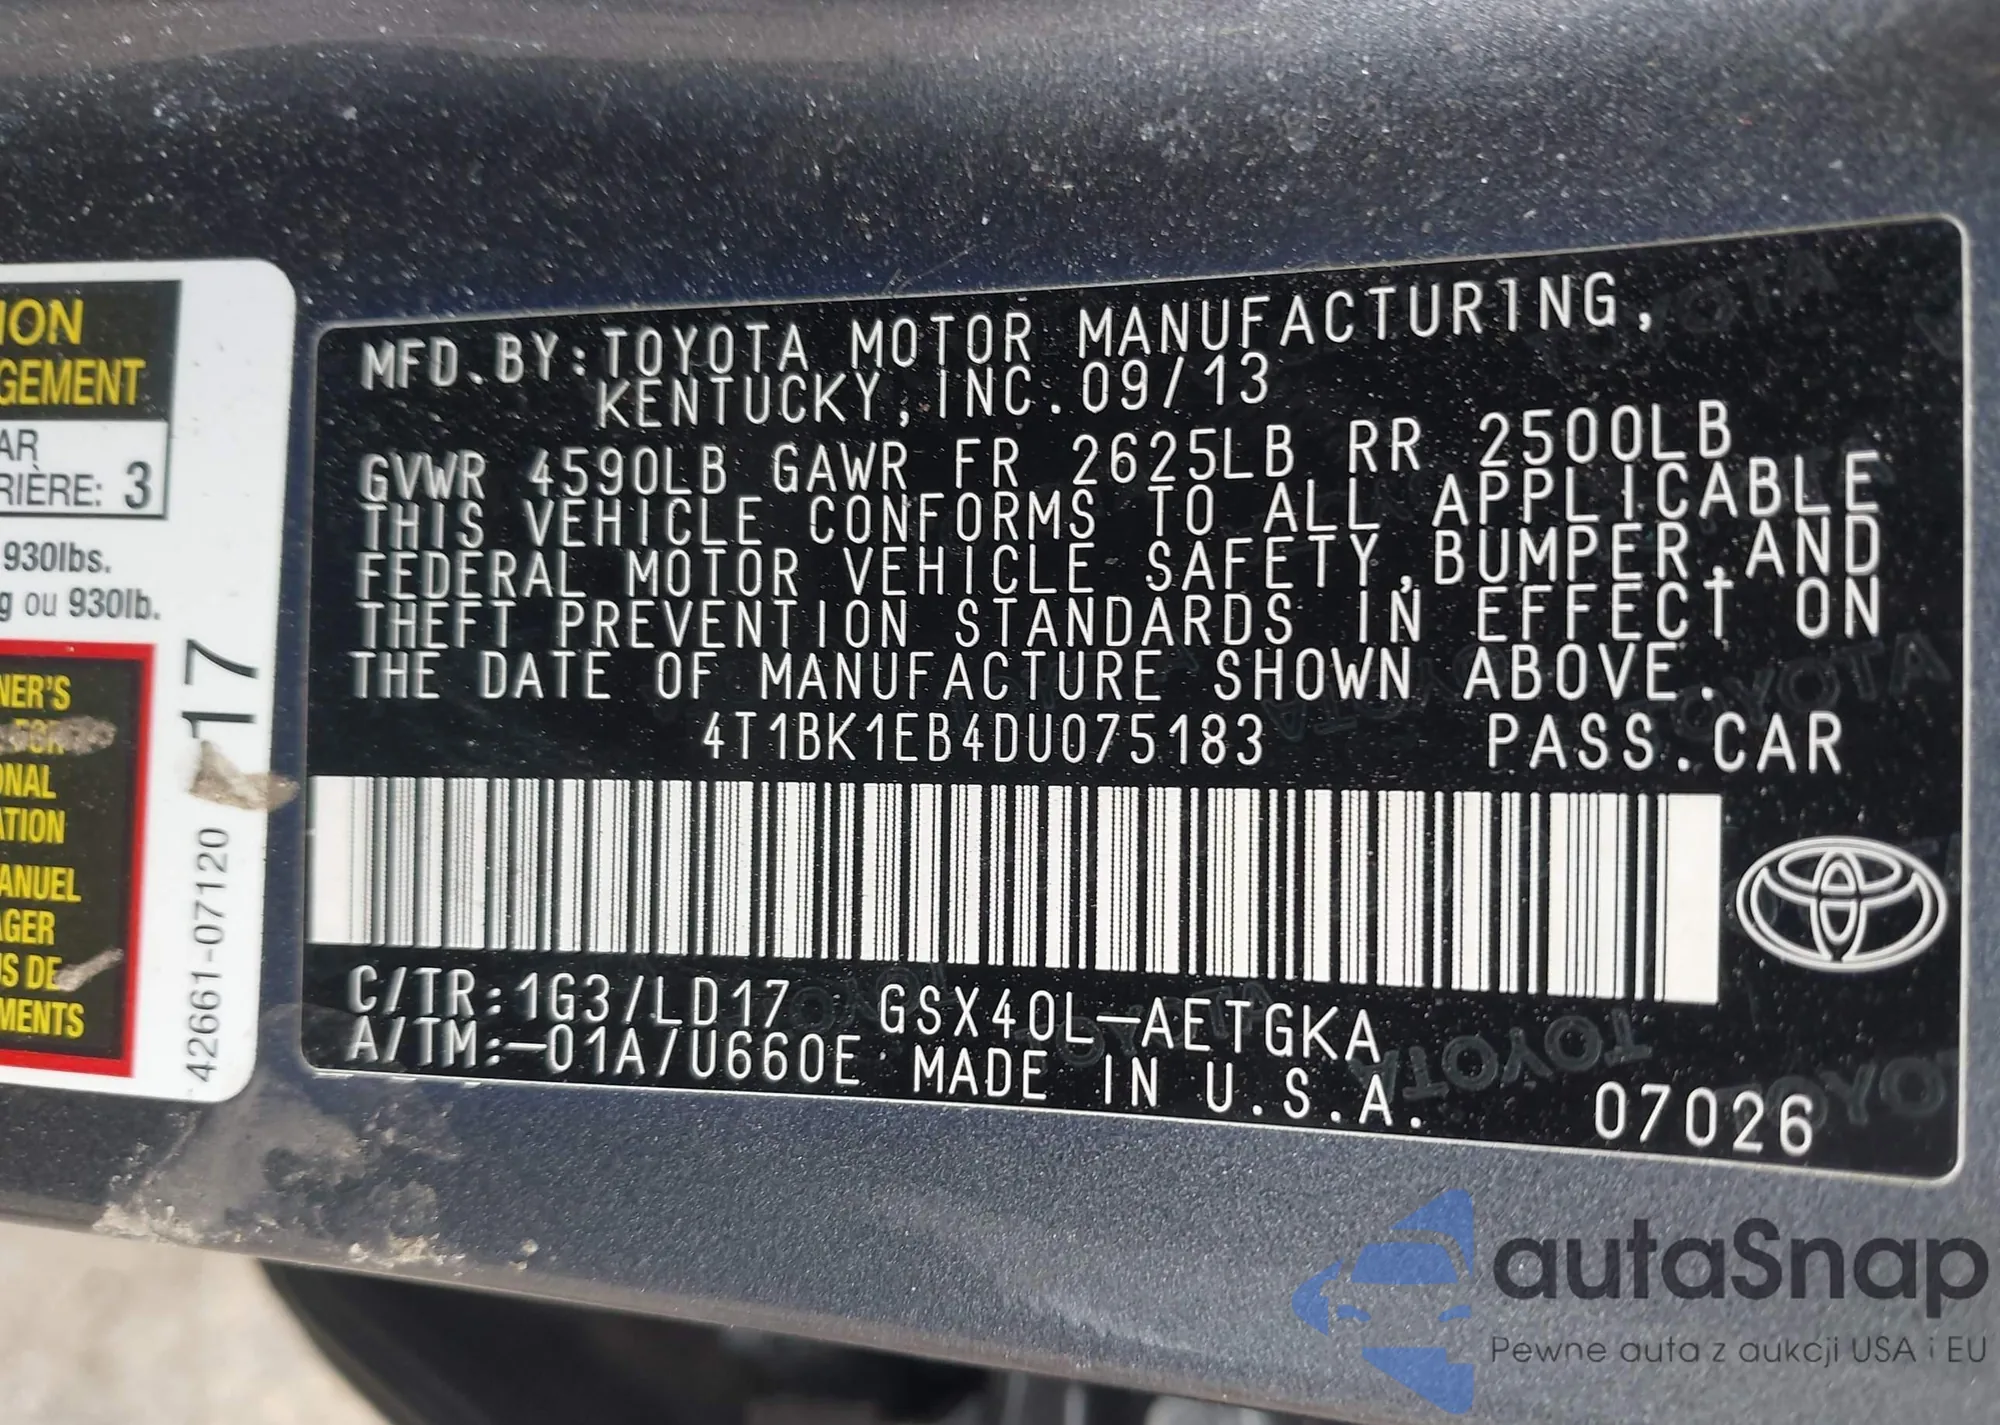 ION
GEMENT
AR
RIÈRE: 3
930lbs.
g ou 930lb.
NER'S
FOR
ONAL
ATION
ANUEL
AGER
US DE
MENTS
17
42661-07120
MFD.BY:TOYOTA MOTOR MANUFACTURING,
KENTUCKY,INC.09/13
GVWR 4590LB GAWR FR 2625LB RR 2500LB
THIS VEHICLE CONFORMS TO ALL APPLICABLE
FEDERAL MOTOR VEHICLE SAFETY,BUMPER,AND
THEFT PREVENTION STANDARDS IN EFFECT ON
THE DATE OF MANUFACTURE SHOWN ABOVE.
4T1BK1EB4DU075183 PASS.CAR
C/TR:1G3/LD17 GSX40L-AETGKA
A/TM:-01A/U660E MADE IN U.S.A. 07026
autaSnap
Pewne auta z aukcji USA i EU